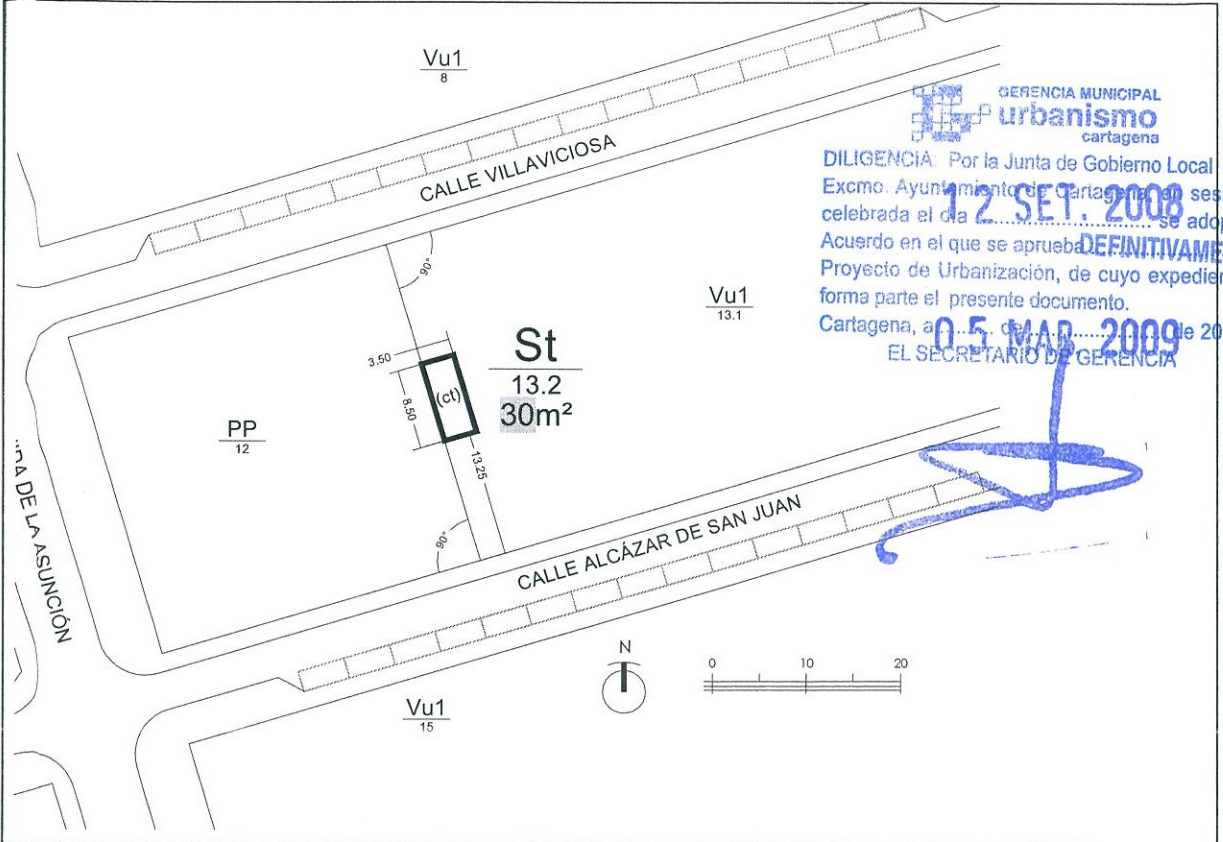 Vu1
8
CALLE VILLAVICIOSA
GERENCIA MUNICIPAL
urbanismo
cartagena
DILIGENCIA: Por la Junta de Gobierno Local
Excmo. Ayuntamiento de Cartagena en ses
celebrada el día 12 SET. 2008 se adop
Acuerdo en el que se aprueba DEFINITIVAME
Proyecto de Urbanización, de cuyo expedien
forma parte el presente documento.
Cartagena, a 05 MAR. 2009 de 20
EL SECRETARIO DE GERENCIA
90°
Vu1
13.1
St
13.2
30m²
3.50
8.50
(ct)
13.25
PP
12
90°
DA DE LA ASUNCIÓN
CALLE ALCÁZAR DE SAN JUAN
N
0 10 20
Vu1
15